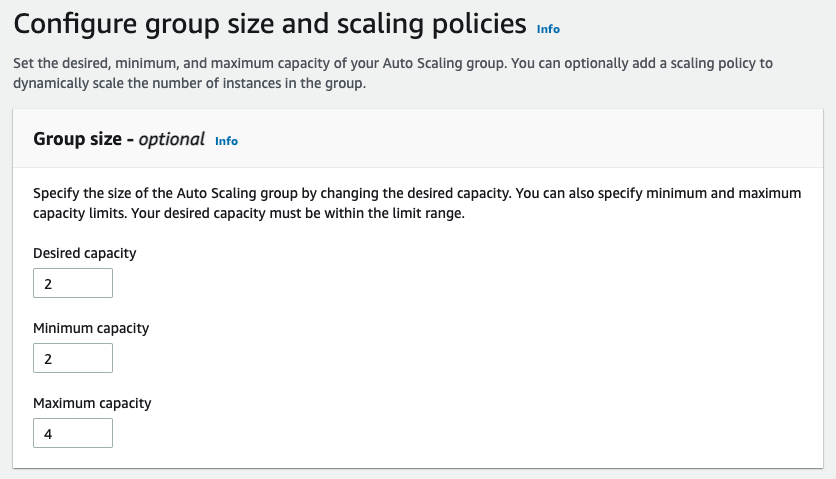 Configure group size and scaling policies Info
Set the desired, minimum, and maximum capacity of your Auto Scaling group. You can optionally add a scaling policy to
dynamically scale the number of instances in the group.
Group size - optional Info
Specify the size of the Auto Scaling group by changing the desired capacity. You can also specify minimum and maximum
capacity limits. Your desired capacity must be within the limit range.
Desired capacity
2
Minimum capacity
2
Maximum capacity
4